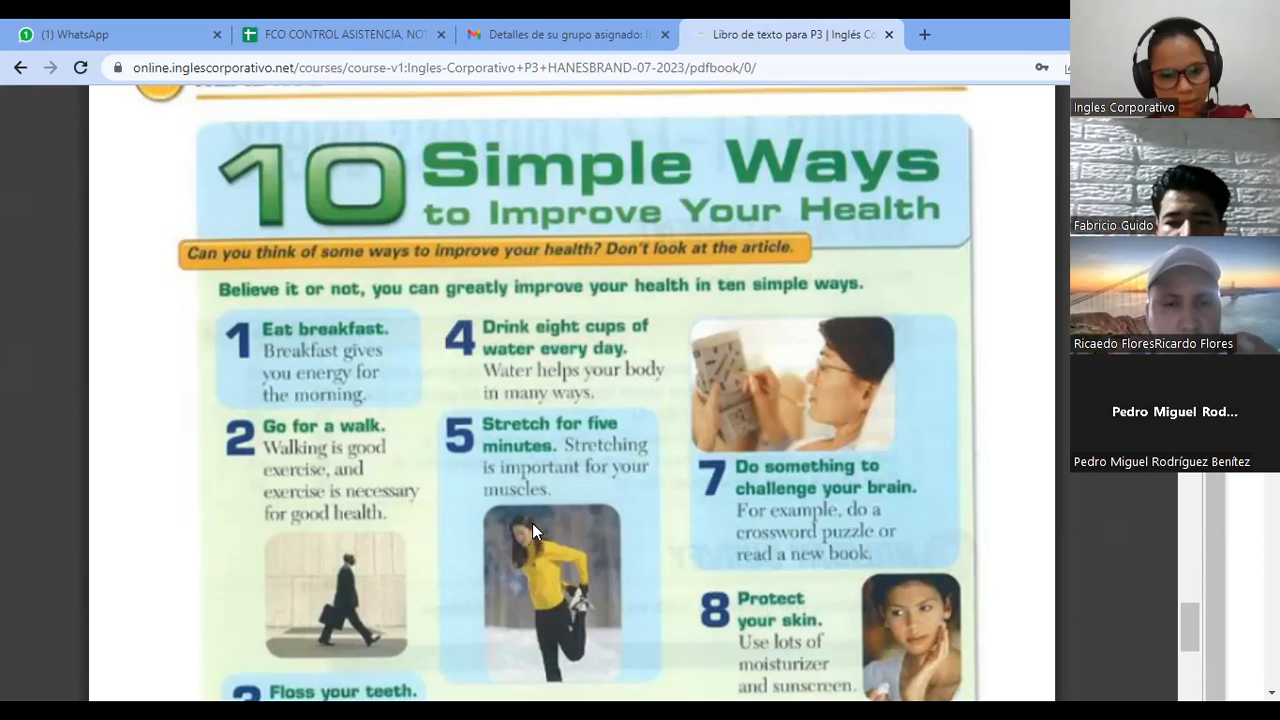 (1) WhatsApp
FCO CONTROL ASISTENCIA, NOT
Detalles de su grupo asignado: I
Libro de texto para P3 | Inglés Co
online.inglescorporativo.net/courses/course-v1:Ingles-Corporativo+P3+HANESBRAND-07-2023/pdfbook/0/
10 Simple Ways
to Improve Your Health
Can you think of some ways to improve your health? Don't look at the article.
Believe it or not, you can greatly improve your health in ten simple ways.
1 Eat breakfast.
Breakfast gives
you energy for
the morning.
2 Go for a walk.
Walking is good
exercise, and
exercise is necessary
for good health.
3 Floss your teeth.
4 Drink eight cups of
water every day.
Water helps your body
in many ways.
5 Stretch for five
minutes. Stretching
is important for your
muscles.
7 Do something to
challenge your brain.
For example, do a
crossword puzzle or
read a new book.
8 Protect
your skin.
Use lots of
moisturizer
and sunscreen.
Ingles Corporativo
Fabricio Guido
Ricaedo FloresRicardo Flores
Pedro Miguel Rod...
Pedro Miguel Rodríguez Benítez